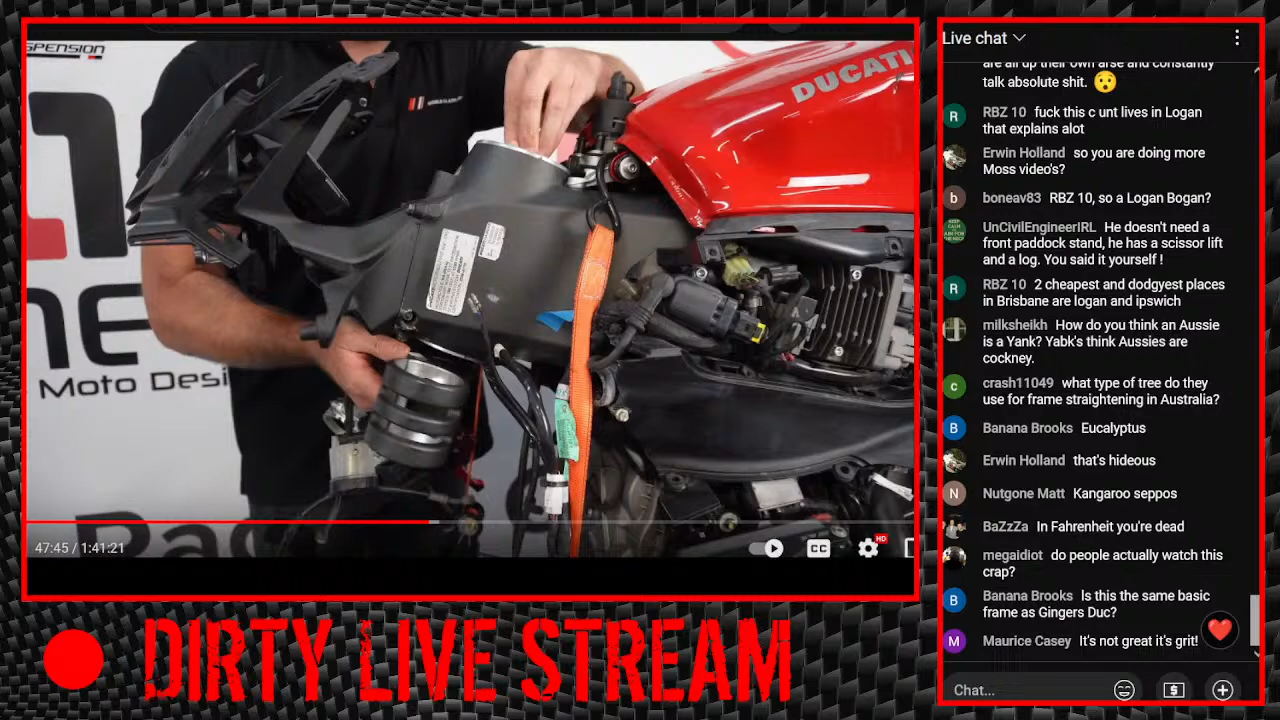 SPENSION
DUCATI
Moto Desi
47:45 / 1:41:21
CC
HD
DIRTY LIVE STREAM
Live chat
are all up their own arse and constantly
talk absolute shit. 😯
R RBZ 10 fuck this c unt lives in Logan
that explains alot
Erwin Holland so you are doing more
Moss video's?
b boneav83 RBZ 10, so a Logan Bogan?
UnCivilEngineerIRL He doesn't need a
front paddock stand, he has a scissor lift
and a log. You said it yourself !
R RBZ 10 2 cheapest and dodgyest places
in Brisbane are logan and ipswich
milksheikh How do you think an Aussie
is a Yank? Yabk's think Aussies are
cockney.
c crash11049 what type of tree do they
use for frame straightening in Australia?
B Banana Brooks Eucalyptus
Erwin Holland that's hideous
N Nutgone Matt Kangaroo seppos
BaZzZa In Fahrenheit you're dead
megaidiot do people actually watch this
crap?
B Banana Brooks Is this the same basic
frame as Gingers Duc?
M Maurice Casey It's not great it's grit!
Chat...